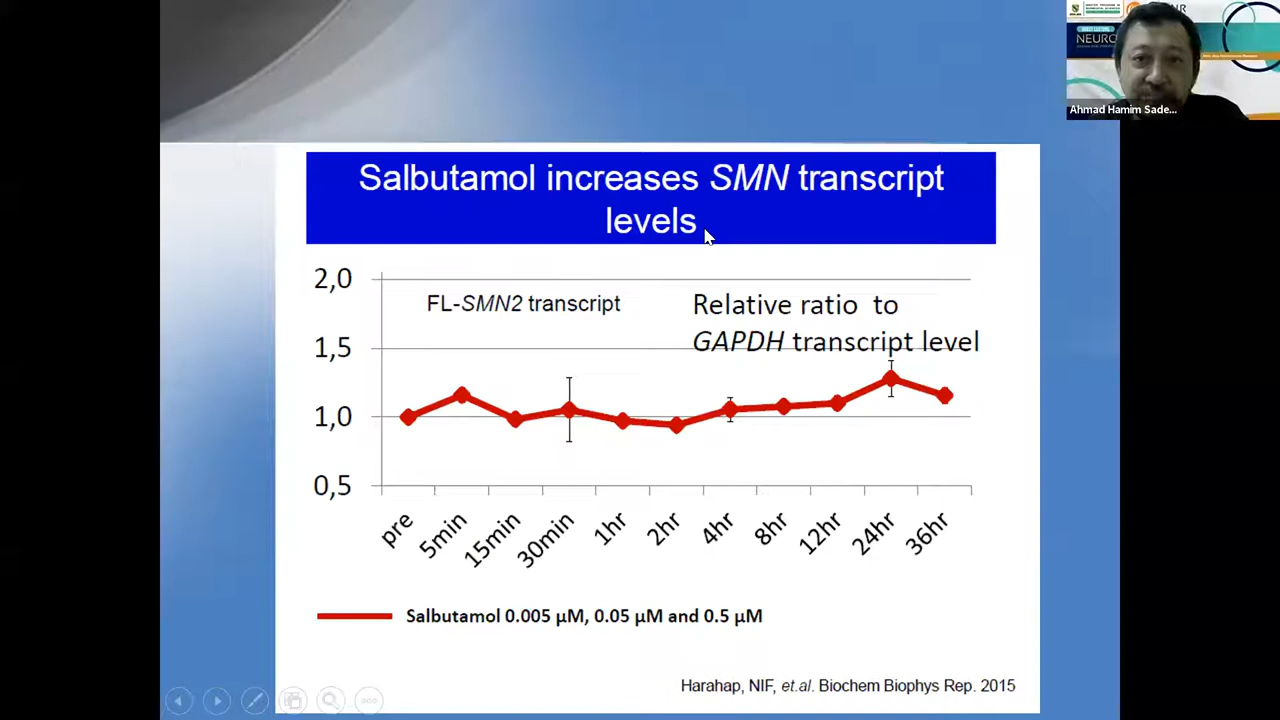 NEURO
Ahmad Hamim Sade...
Salbutamol increases SMN transcript
levels
2,0
1,5
1,0
0,5
FL-SMN2 transcript
Relative ratio to
GAPDH transcript level
pre
5min
15min
30min
1hr
2hr
4hr
8hr
12hr
24hr
36hr
Salbutamol 0.005 µM, 0.05 µM and 0.5 µM
Harahap, NIF, et.al. Biochem Biophys Rep. 2015